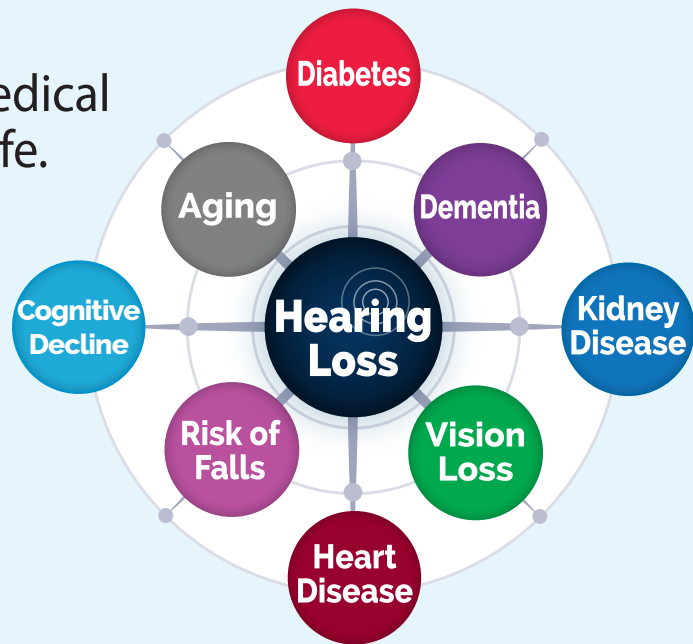 Diabetes
edical
fe.
Aging
Dementia
Cognitive
Decline
Hearing
Loss
Kidney
Disease
Risk of
Falls
Vision
Loss
Heart
Disease